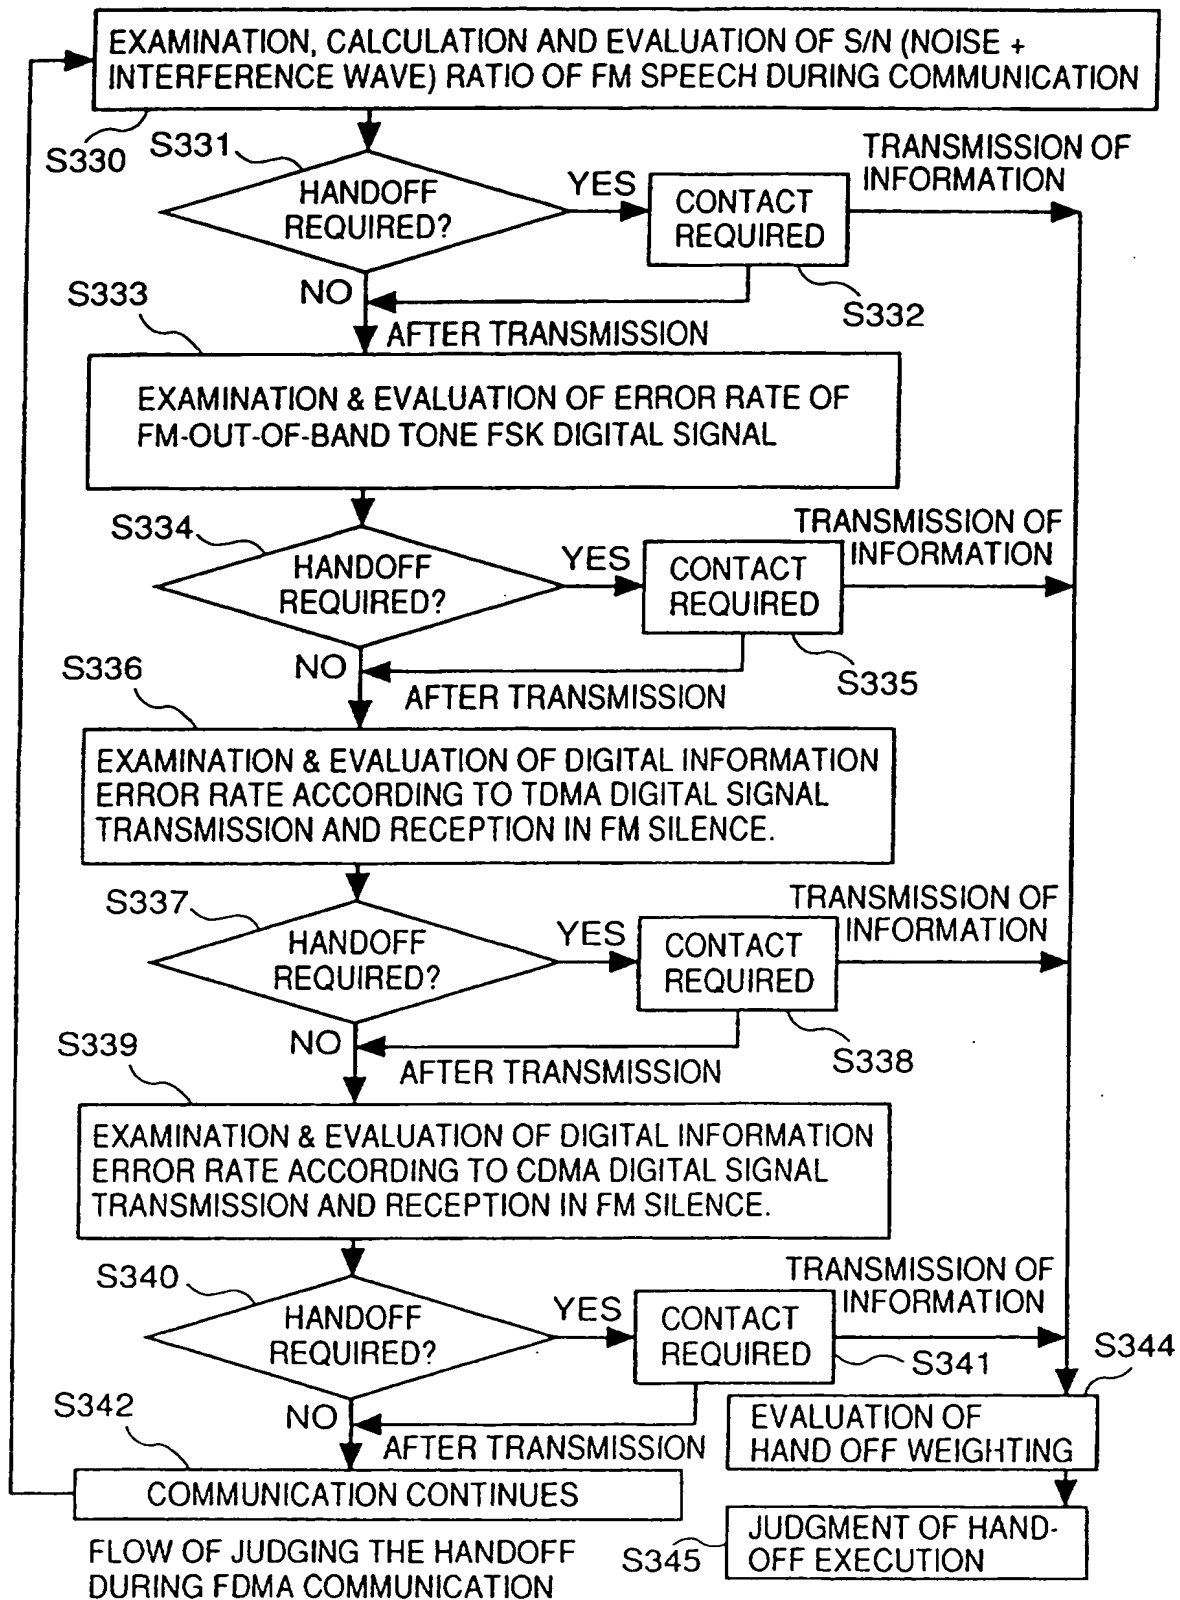 EXAMINATION, CALCULATION AND EVALUATION OF S/N (NOISE +
INTERFERENCE WAVE) RATIO OF FM SPEECH DURING COMMUNICATION
S330
S331
HANDOFF
REQUIRED?
YES
CONTACT
REQUIRED
TRANSMISSION OF
INFORMATION
S332
NO
AFTER TRANSMISSION
S333
EXAMINATION & EVALUATION OF ERROR RATE OF
FM-OUT-OF-BAND TONE FSK DIGITAL SIGNAL
S334
HANDOFF
REQUIRED?
YES
CONTACT
REQUIRED
TRANSMISSION OF
INFORMATION
S335
NO
AFTER TRANSMISSION
S336
EXAMINATION & EVALUATION OF DIGITAL INFORMATION
ERROR RATE ACCORDING TO TDMA DIGITAL SIGNAL
TRANSMISSION AND RECEPTION IN FM SILENCE.
S337
HANDOFF
REQUIRED?
YES
CONTACT
REQUIRED
TRANSMISSION OF
INFORMATION
S338
NO
AFTER TRANSMISSION
S339
EXAMINATION & EVALUATION OF DIGITAL INFORMATION
ERROR RATE ACCORDING TO CDMA DIGITAL SIGNAL
TRANSMISSION AND RECEPTION IN FM SILENCE.
S340
HANDOFF
REQUIRED?
YES
CONTACT
REQUIRED
TRANSMISSION OF
INFORMATION
S341
NO
AFTER TRANSMISSION
S342
COMMUNICATION CONTINUES
S344
EVALUATION OF
HAND OFF WEIGHTING
S345
JUDGMENT OF HAND-
OFF EXECUTION
FLOW OF JUDGING THE HANDOFF
DURING FDMA COMMUNICATION